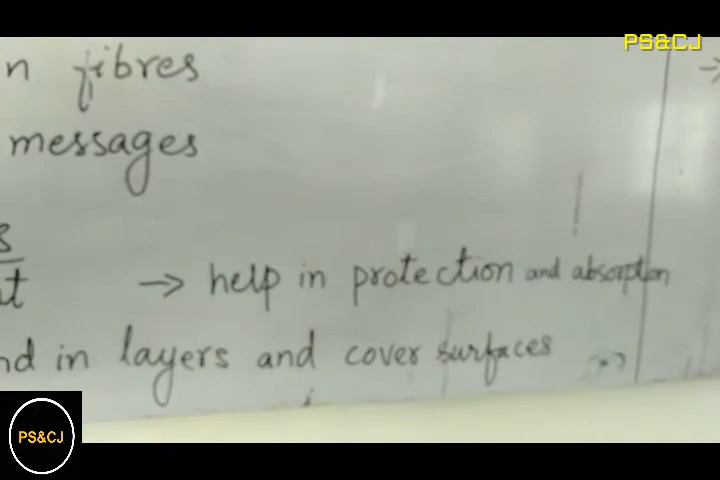 PS&CJ
n fibres
messages
→ help in protection and absorption
nd in layers and cover surfaces
PS&CJ